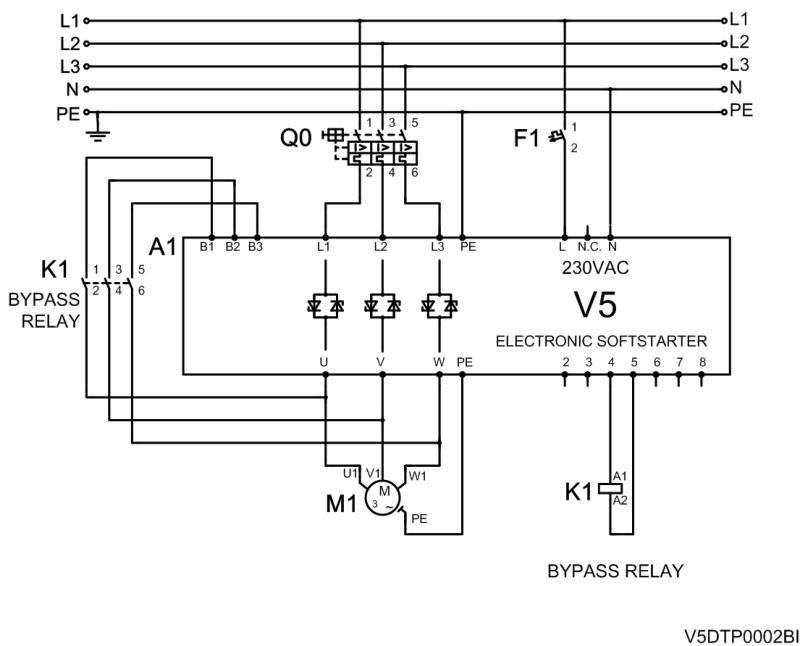 L1 L1
L2 L2
L3 L3
N N
PE PE
1 3 5 1
Q0 F1
I> I> I>
2 4 6 2
A1 B1 B2 B3 L1 L2 L3 PE L N.C. N
K1 1 3 5 230VAC
2 4 6
BYPASS V5
RELAY
ELECTRONIC SOFTSTARTER
U V W PE 2 3 4 5 6 7 8
U1 V1 W1 A1
M K1
M1 3 ~ A2
PE
BYPASS RELAY
V5DTP0002BI